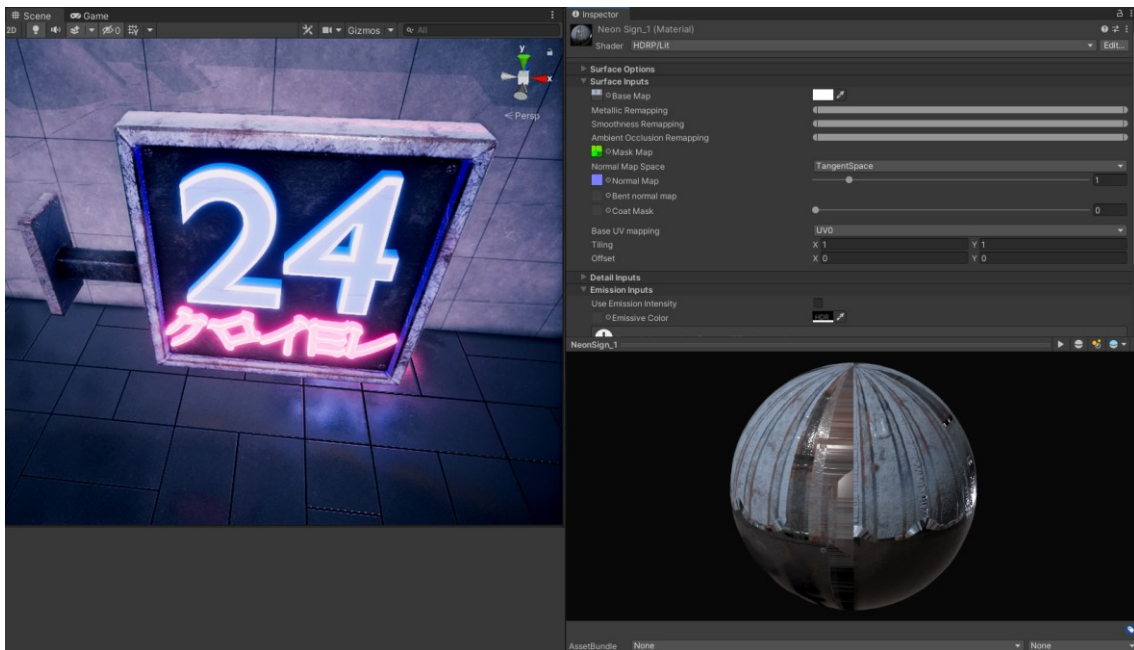 Scene
Game
2D
0
Gizmos
All
y
x
Persp
24
クロイ
Inspector
Neon Sign_1 (Material)
Shader HDRP/Lit
Edit...
Surface Options
Surface Inputs
Base Map
Metallic Remapping
Smoothness Remapping
Ambient Occlusion Remapping
Mask Map
Normal Map Space TangentSpace
Normal Map 1
Bent normal map
Coat Mask 0
Base UV mapping UV0
Tiling X 1 Y 1
Offset X 0 Y 0
Detail Inputs
Emission Inputs
Use Emission Intensity
Emissive Color HDR
NeonSign_1
AssetBundle None None